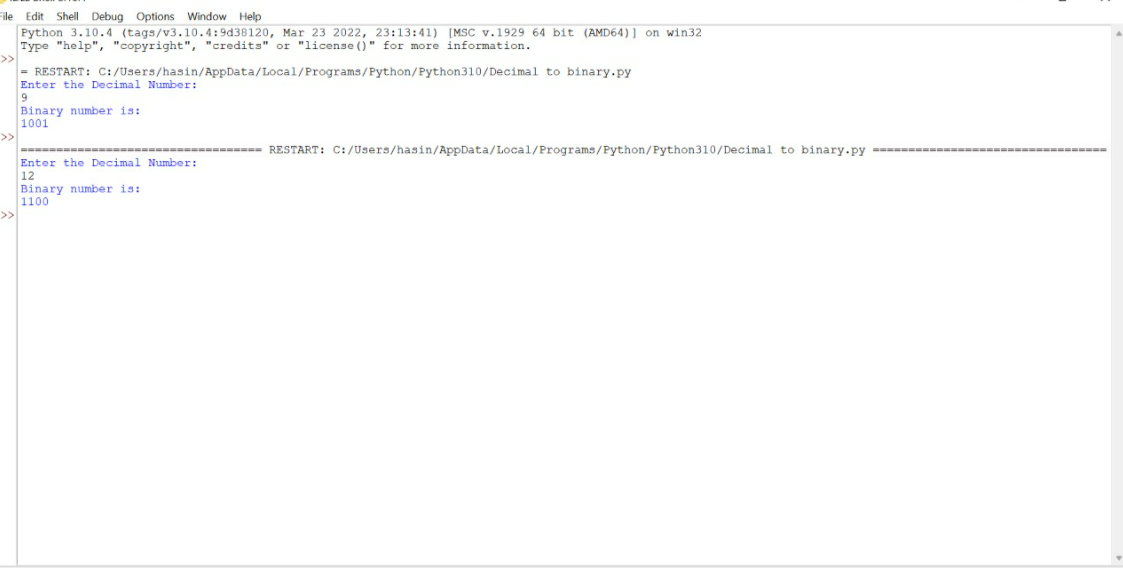 File Edit Shell Debug Options Window Help
Python 3.10.4 (tags/v3.10.4:9d38120, Mar 23 2022, 23:13:41) [MSC v.1929 64 bit (AMD64)] on win32
Type "help", "copyright", "credits" or "license()" for more information.
>>
= RESTART: C:/Users/hasin/AppData/Local/Programs/Python/Python310/Decimal to binary.py
Enter the Decimal Number:
9
Binary number is:
1001
>>
================================== RESTART: C:/Users/hasin/AppData/Local/Programs/Python/Python310/Decimal to binary.py =================================
Enter the Decimal Number:
12
Binary number is:
1100
>>